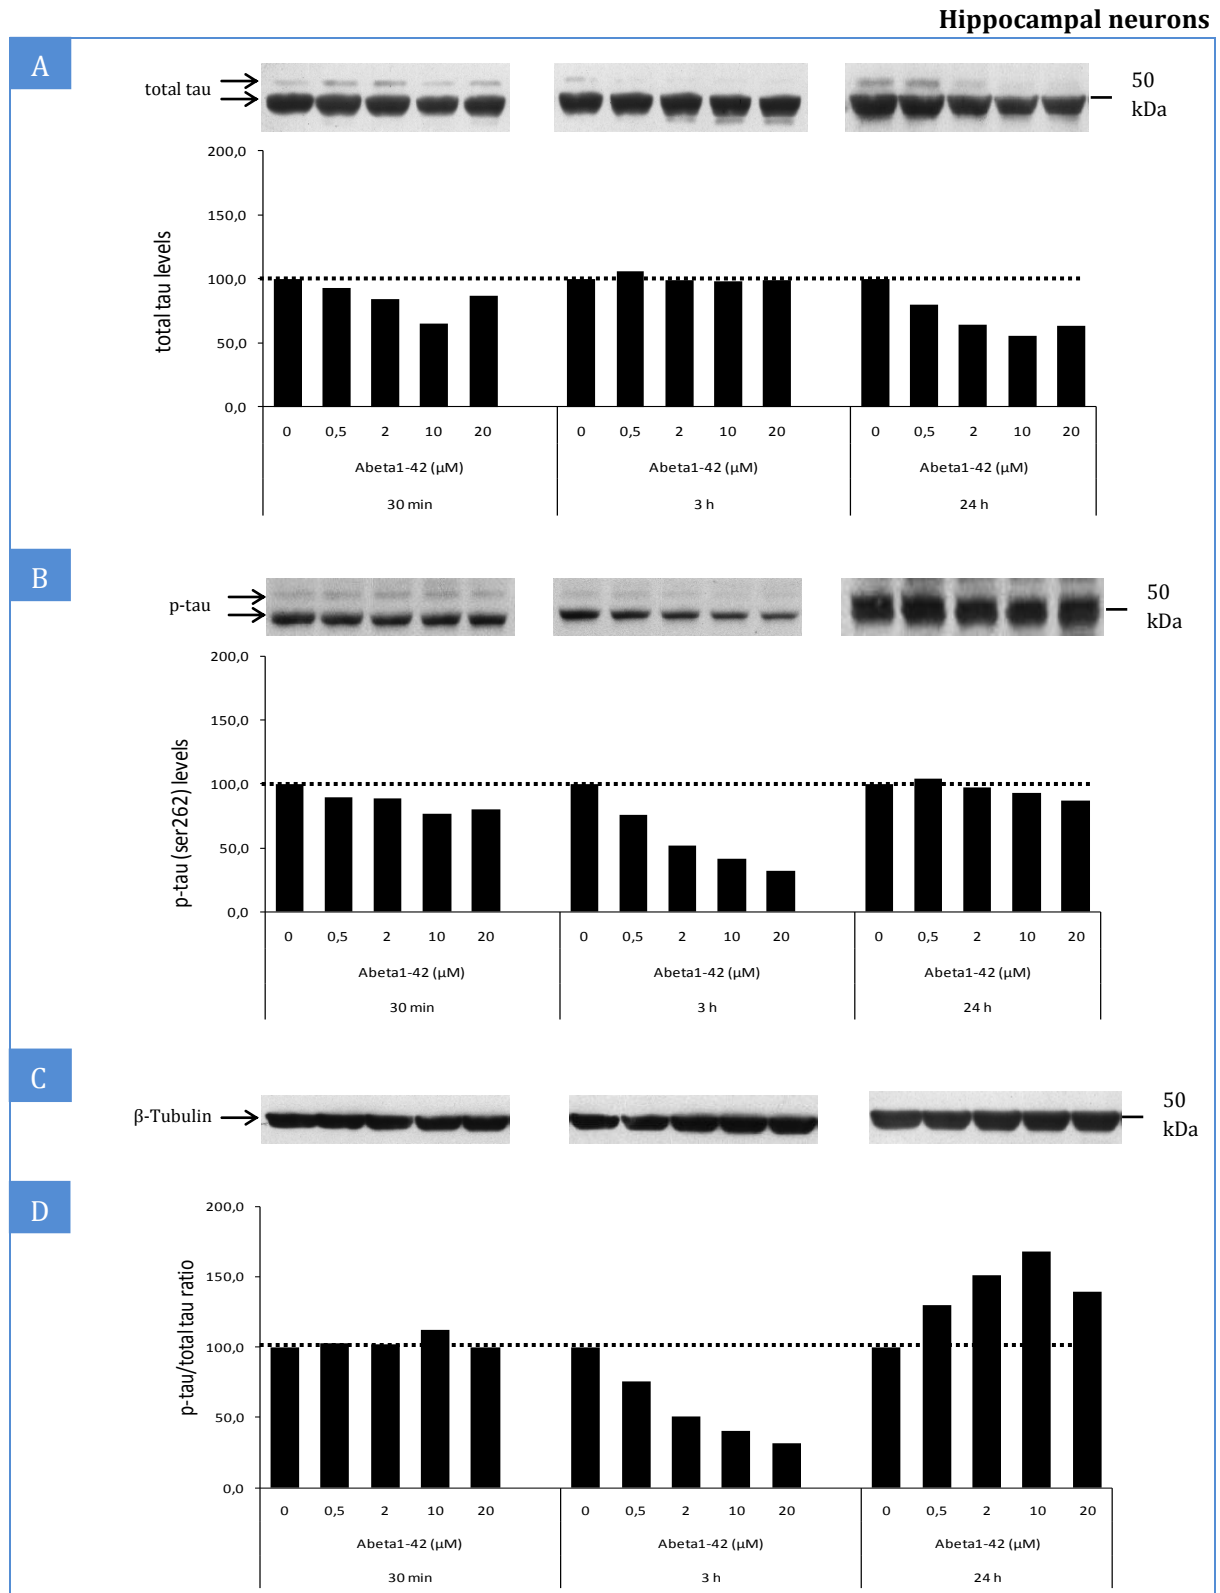 Hippocampal neurons
A
total tau
50
kDa
200,0
150,0
100,0
50,0
0,0
total tau levels
0 0,5 2 10 20 0 0,5 2 10 20 0 0,5 2 10 20
Abeta1-42 (µM) Abeta1-42 (µM) Abeta1-42 (µM)
30 min 3 h 24 h
B
p-tau
50
kDa
200,0
150,0
100,0
50,0
0,0
p-tau (ser262) levels
0 0,5 2 10 20 0 0,5 2 10 20 0 0,5 2 10 20
Abeta1-42 (µM) Abeta1-42 (µM) Abeta1-42 (µM)
30 min 3 h 24 h
C
β-Tubulin
50
kDa
D
200,0
150,0
100,0
50,0
0,0
p-tau/total tau ratio
0 0,5 2 10 20 0 0,5 2 10 20 0 0,5 2 10 20
Abeta1-42 (µM) Abeta1-42 (µM) Abeta1-42 (µM)
30 min 3 h 24 h